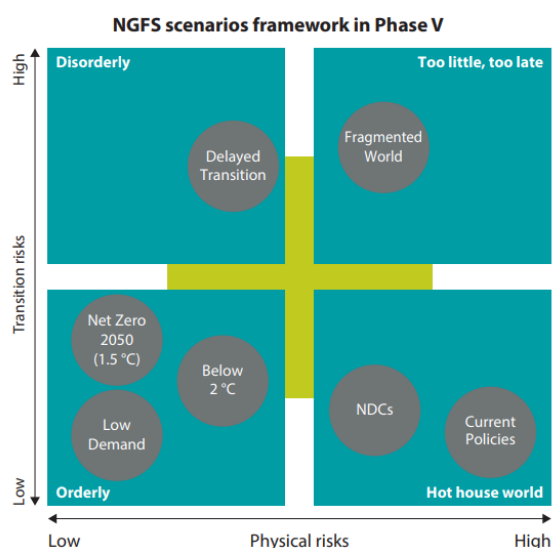 NGFS scenarios framework in Phase V
High
Transition risks
Low
Disorderly
Too little, too late
Delayed
Transition
Fragmented
World
Net Zero
2050
(1.5 °C)
Below
2 °C
Low
Demand
NDCs
Current
Policies
Orderly
Hot house world
Low
Physical risks
High